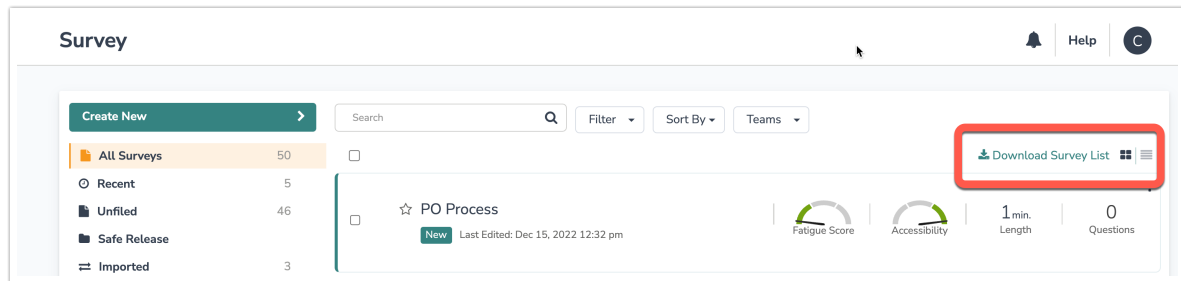 Survey
Help
C
Create New
Search
Filter
Sort By
Teams
All Surveys 50
Download Survey List
Recent 5
Unfiled 46
PO Process
New Last Edited: Dec 15, 2022 12:32 pm
Fatigue Score
Accessibility
1 min.
Length
0
Questions
Safe Release
Imported 3